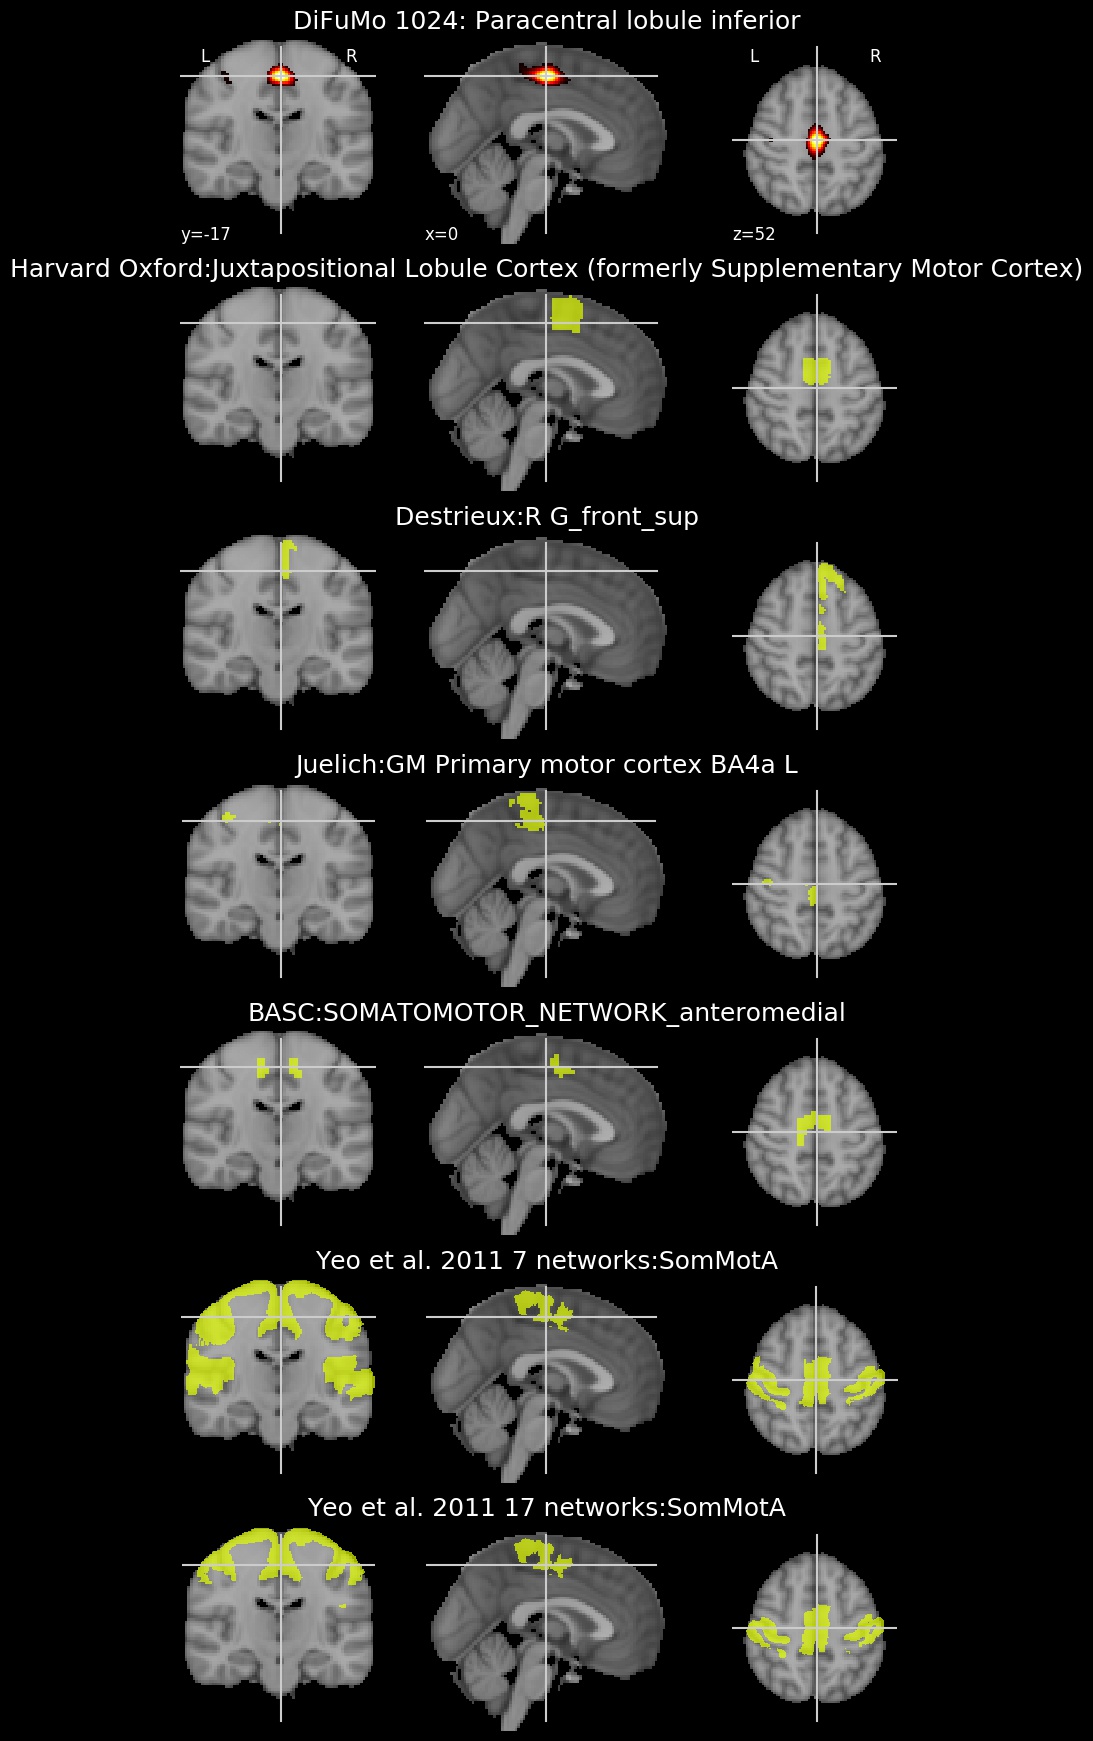 DiFuMo 1024: Paracentral lobule inferior
L R L R
y=-17 x=0 z=52
Harvard Oxford:Juxtapositional Lobule Cortex (formerly Supplementary Motor Cortex)
Destrieux:R G_front_sup
Juelich:GM Primary motor cortex BA4a L
BASC:SOMATOMOTOR_NETWORK_anteromedial
Yeo et al. 2011 7 networks:SomMotA
Yeo et al. 2011 17 networks:SomMotA